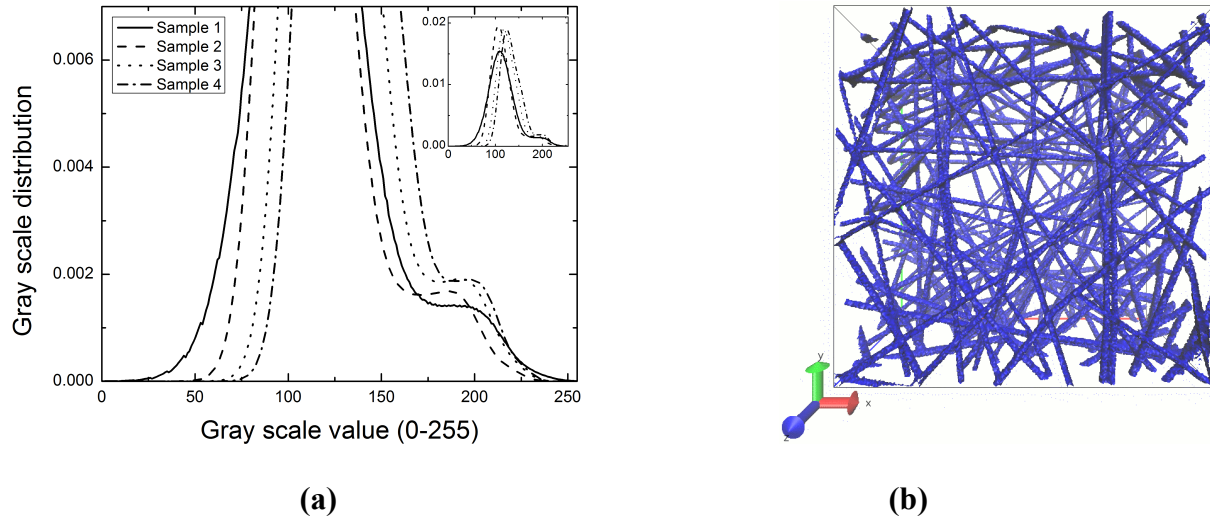 Sample 1
Sample 2
Sample 3
Sample 4
0.006
0.004
0.002
0.000
Gray scale distribution
0 50 100 150 200 250
Gray scale value (0-255)
0.02
0.01
0.00
0 100 200
y
x
z
(a) (b)